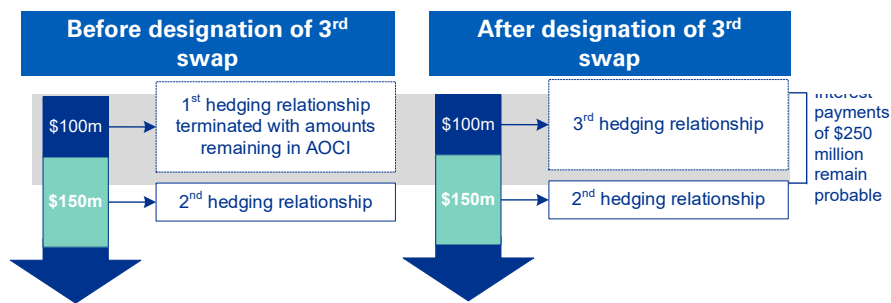 Before designation of 3rd
swap
After designation of 3rd
swap
$100m
1st hedging relationship
terminated with amounts
remaining in AOCI
$150m
2nd hedging relationship
$100m
3rd hedging relationship
$150m
2nd hedging relationship
Interest
payments
of $250
million
remain
probable